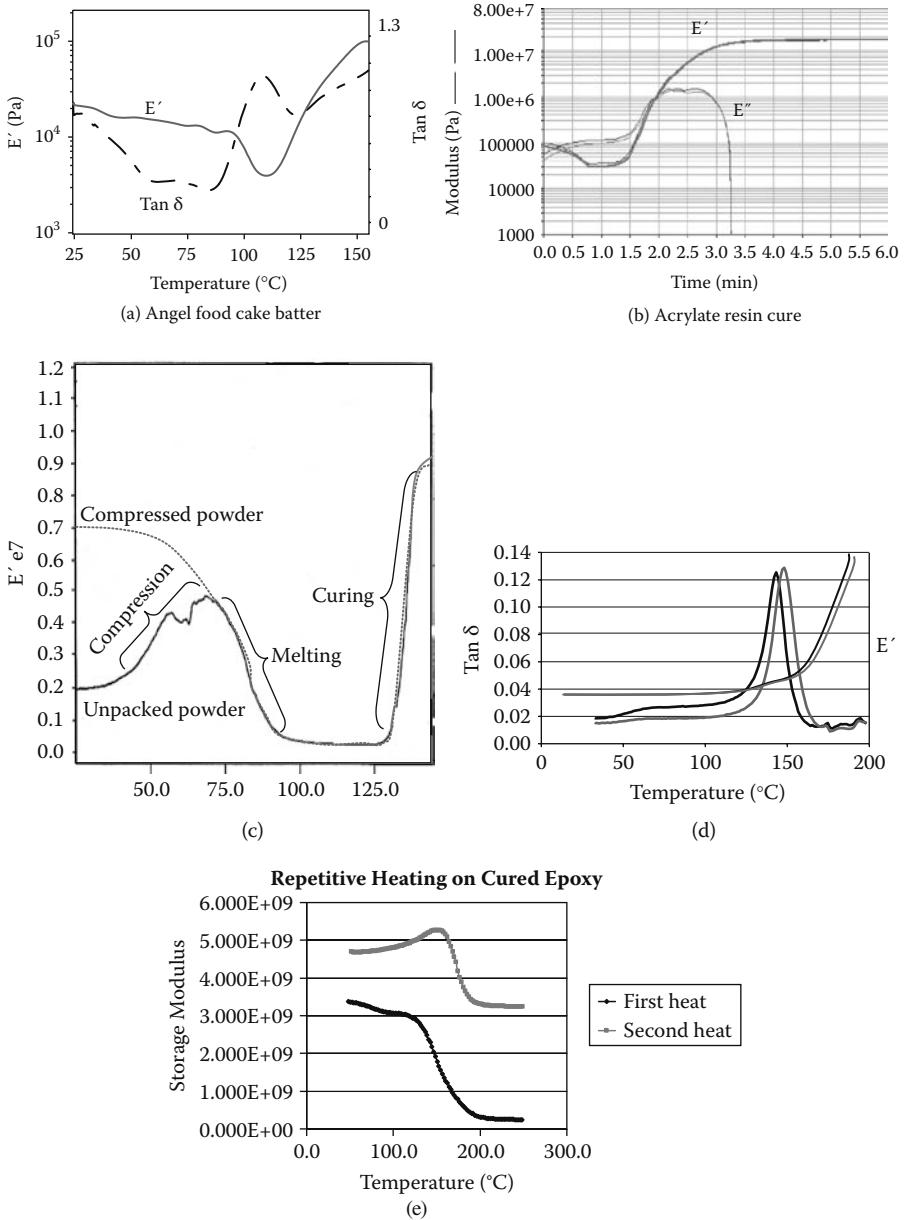 10⁵
10⁴
10³
E′ (Pa)
E′
Tan δ
1.3
0
Tan δ
25 50 75 100 125 150
Temperature (°C)
(a) Angel food cake batter
8.00e+7
1.00e+7
1.00e+6
100000
10000
1000
Modulus (Pa)
E′
E″
0.0 0.5 1.0 1.5 2.0 2.5 3.0 3.5 4.0 4.5 5.0 5.5 6.0
Time (min)
(b) Acrylate resin cure
1.2
1.1
1.0
0.9
0.8
0.7
0.6
0.5
0.4
0.3
0.2
0.1
0.0
E′ e7
Compressed powder
Compression
Unpacked powder
Melting
Curing
50.0 75.0 100.0 125.0
(c)
0.14
0.12
0.10
0.08
0.06
0.04
0.02
0.00
Tan δ
E′
0 50 100 150 200
Temperature (°C)
(d)
Repetitive Heating on Cured Epoxy
6.000E+09
5.000E+09
4.000E+09
3.000E+09
2.000E+09
1.000E+09
0.000E+00
Storage Modulus
First heat
Second heat
0.0 100.0 200.0 300.0
Temperature (°C)
(e)